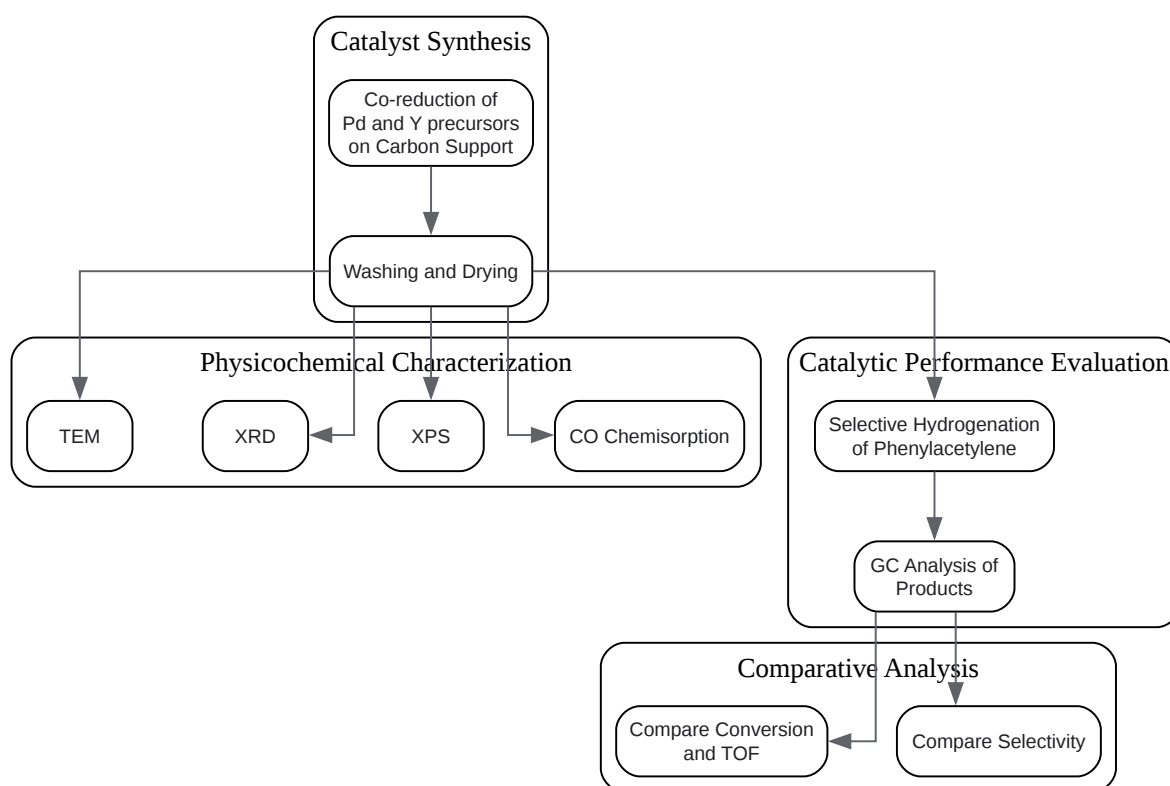 Catalyst Synthesis
Co-reduction of
Pd and Y precursors
on Carbon Support
Washing and Drying
Physicochemical Characterization
TEM
XRD
XPS
CO Chemisorption
Catalytic Performance Evaluation
Selective Hydrogenation
of Phenylacetylene
GC Analysis of
Products
Comparative Analysis
Compare Conversion
and TOF
Compare Selectivity